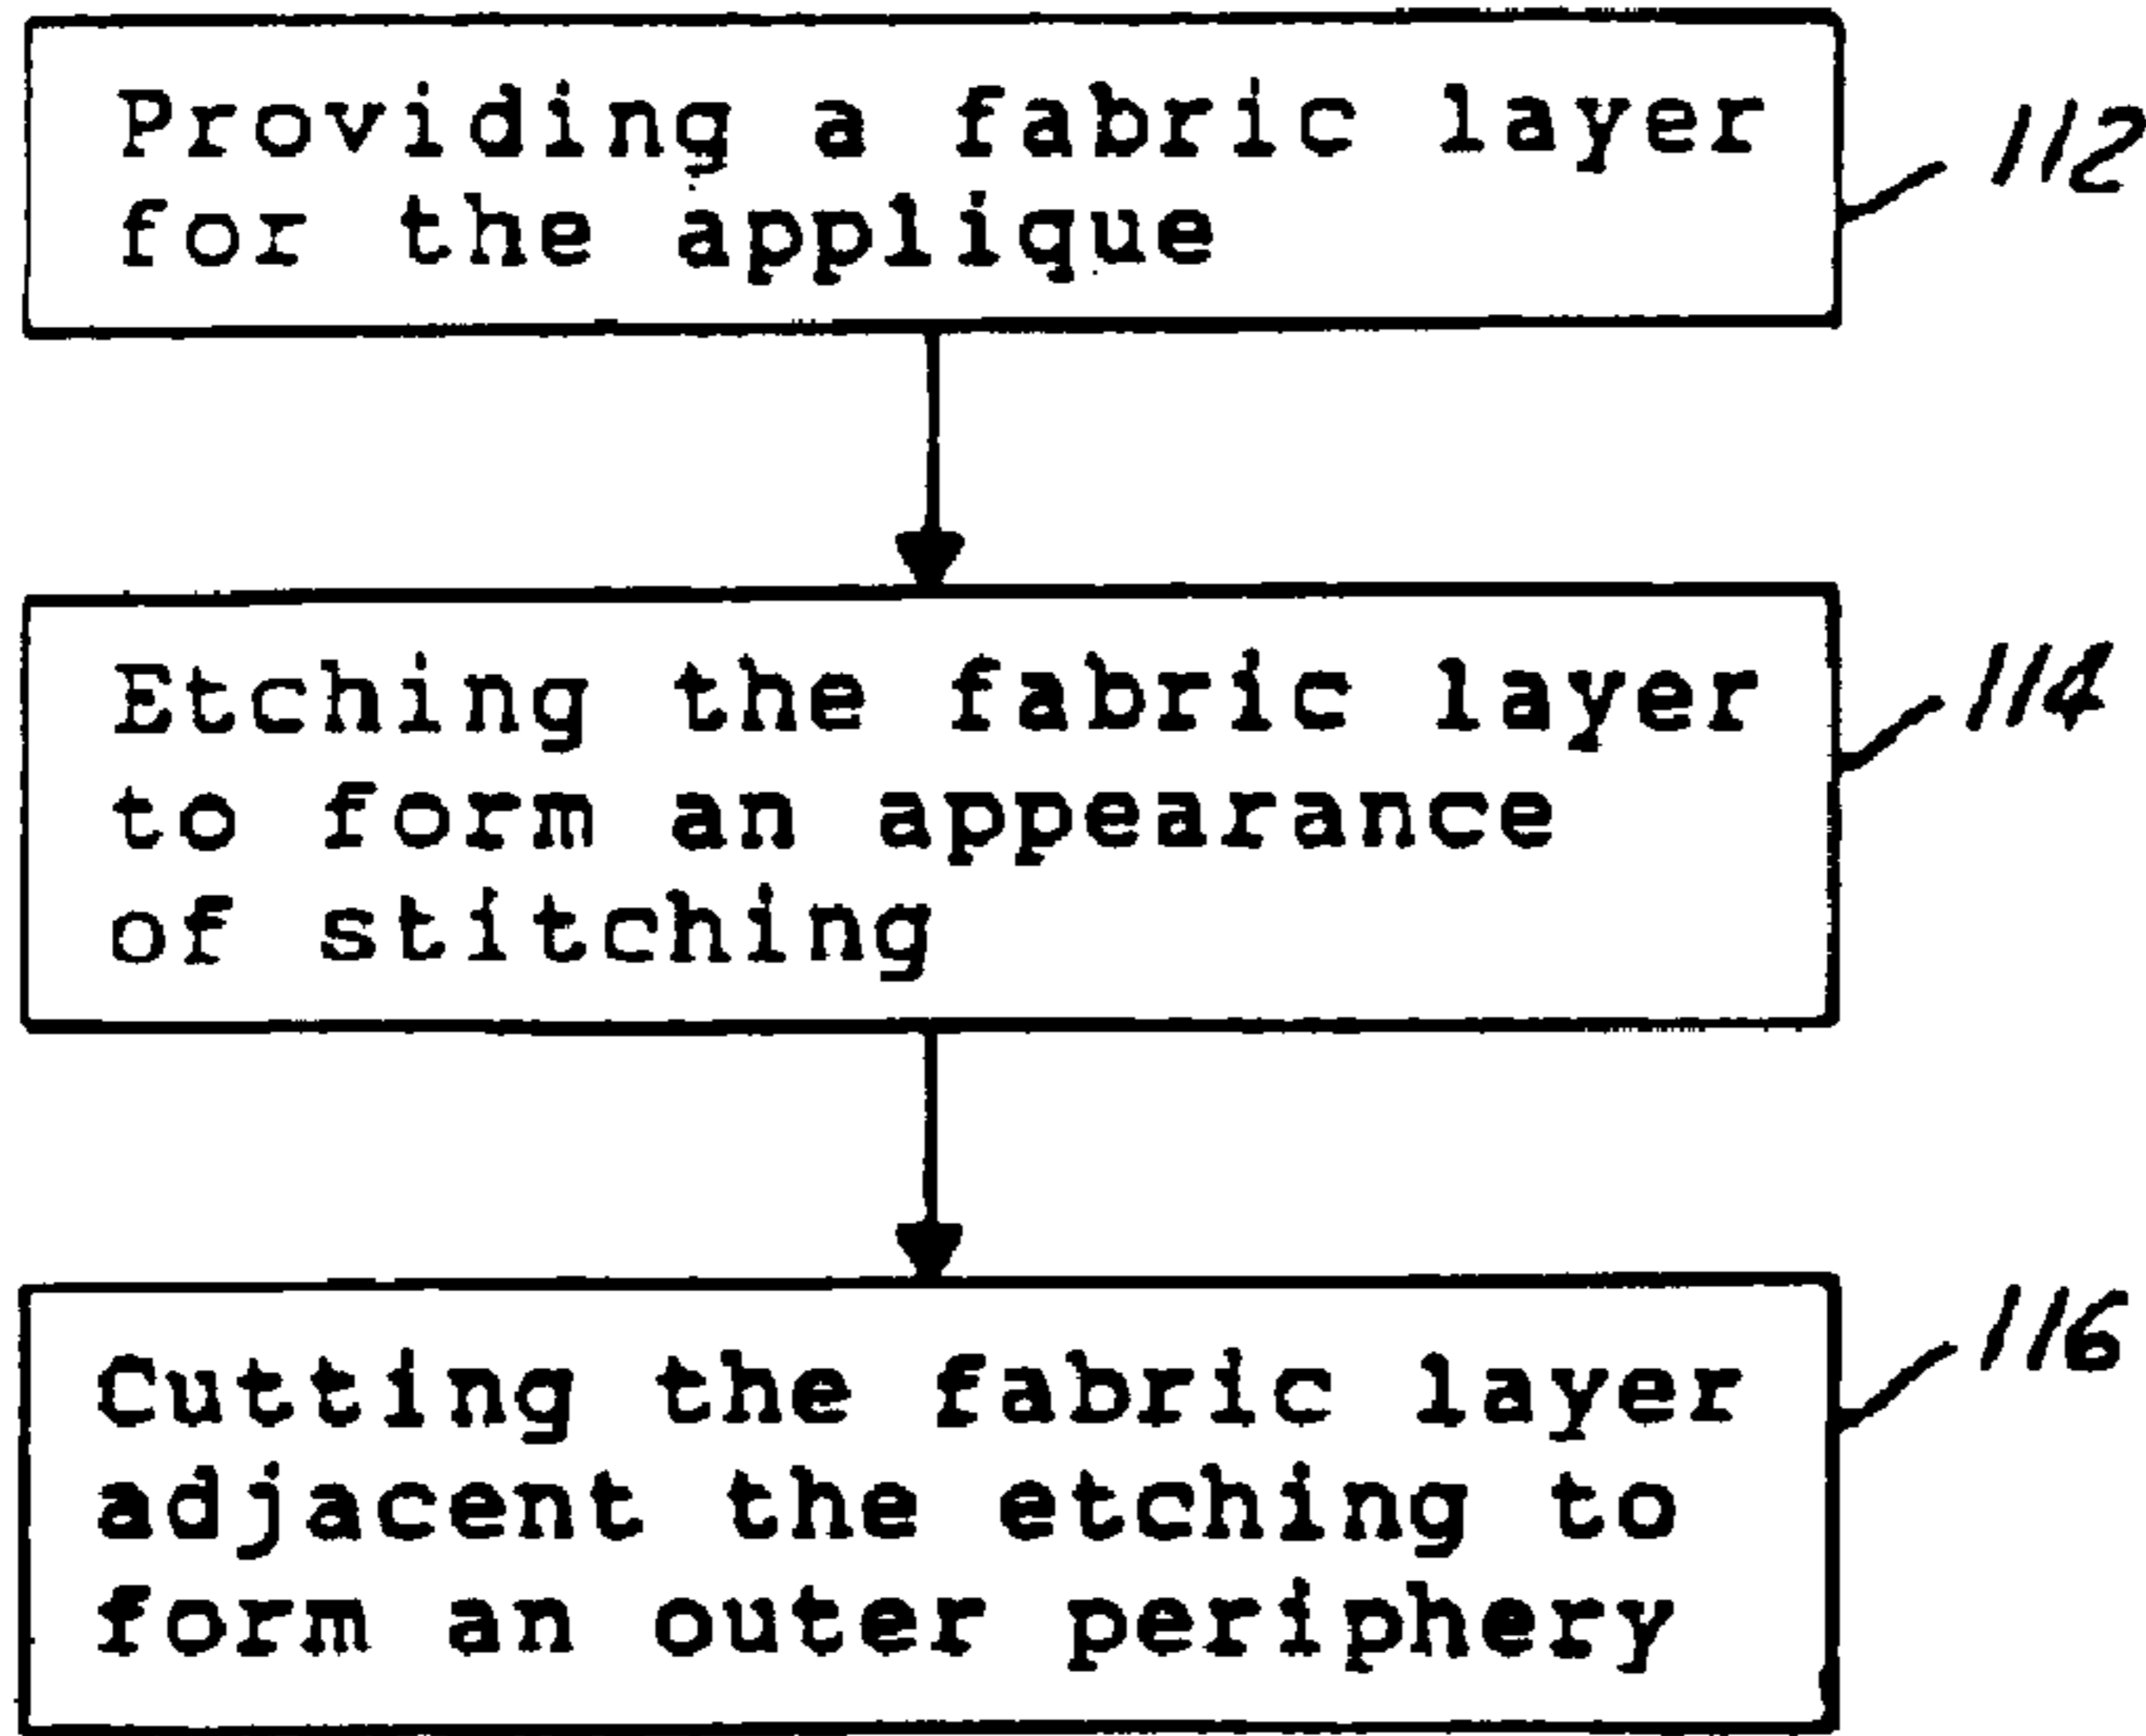 Providing a fabric layer
for the applique
112
Etching the fabric layer
to form an appearance
of stitching
114
Cutting the fabric layer
adjacent the etching to
form an outer periphery
116